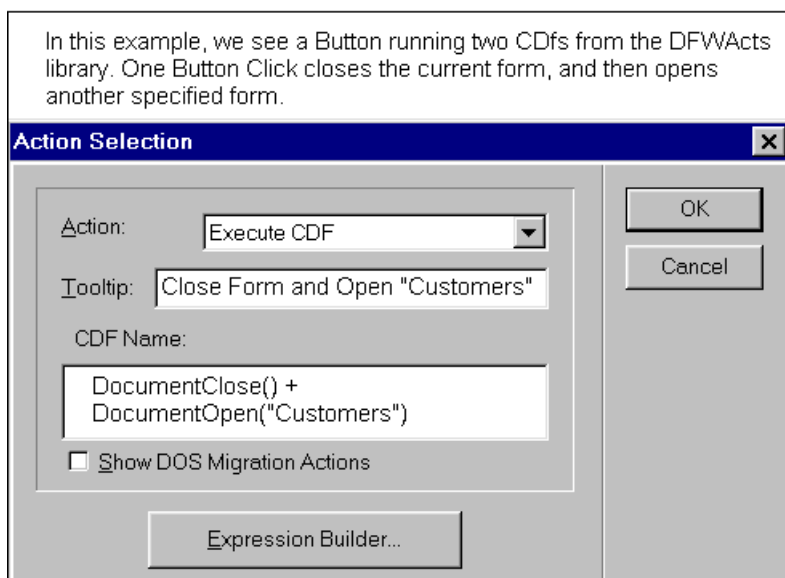 In this example, we see a Button running two CDfs from the DFWActs
library. One Button Click closes the current form, and then opens
another specified form.
Action Selection
Action: Execute CDF
OK
Tooltip: Close Form and Open "Customers"
Cancel
CDF Name:
DocumentClose() +
DocumentOpen("Customers")
Show DOS Migration Actions
Expression Builder...